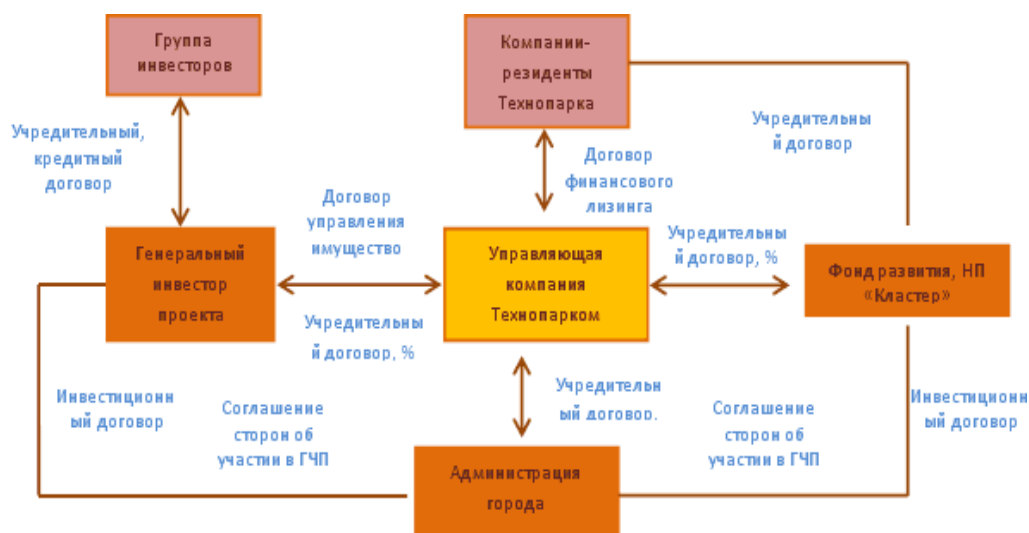 Группа
инвесторов
Компании-
резиденты
Технопарка
Учредительный,
кредитный
договор
Учредительны
й договор
Договор
финансового
лизинга
Договор
управления
имущество
Учредительны
й договор, %
Генеральный
инвестор
проекта
Управляющая
компания
Технопарком
Фонд развития, НП
«Кластер»
Учредительны
й договор, %
Учредительн
ый договор.
Инвестиционн
ый договор
Соглашение
сторон об
участии в ГЧП
Соглашение
сторон об
участии в ГЧП
Инвестиционн
ый договор
Администрация
города